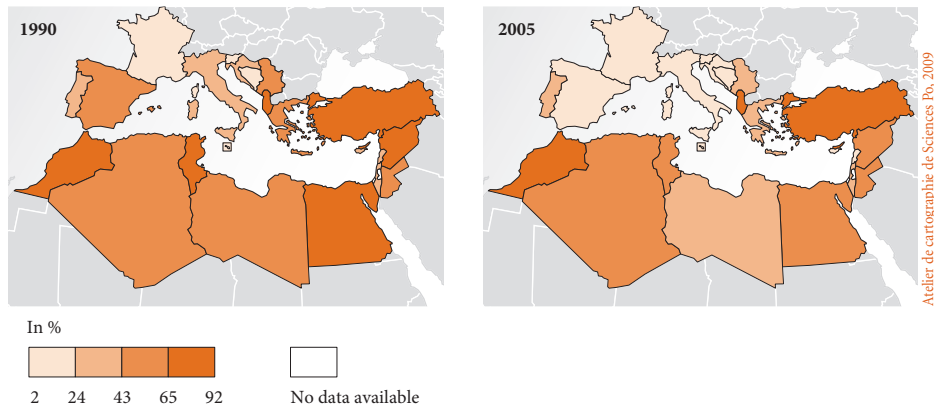 1990
2005
Atelier de cartographie de Sciences Po, 2009
In %
2 24 43 65 92
No data available